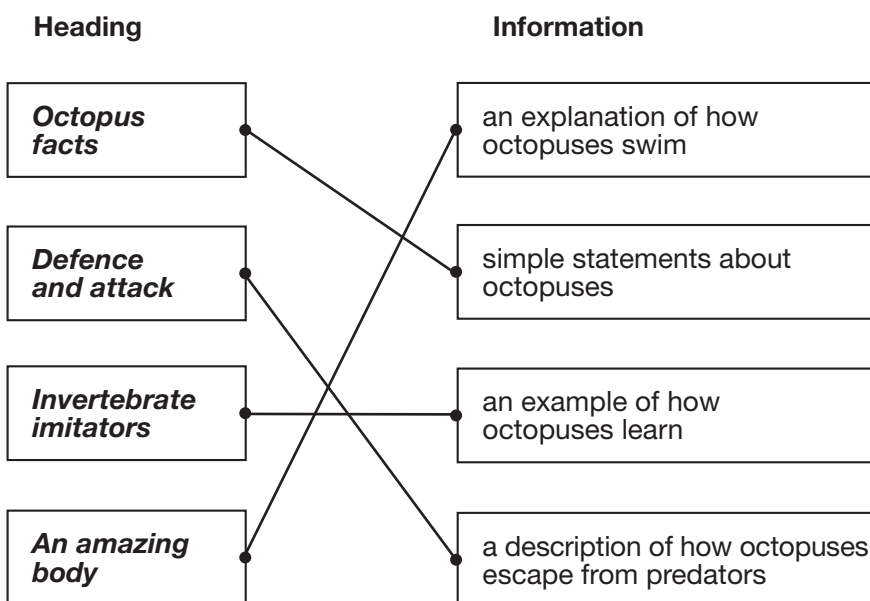 Heading
Information
Octopus
facts
an explanation of how
octopuses swim
Defence
and attack
simple statements about
octopuses
Invertebrate
imitators
an example of how
octopuses learn
An amazing
body
a description of how octopuses
escape from predators